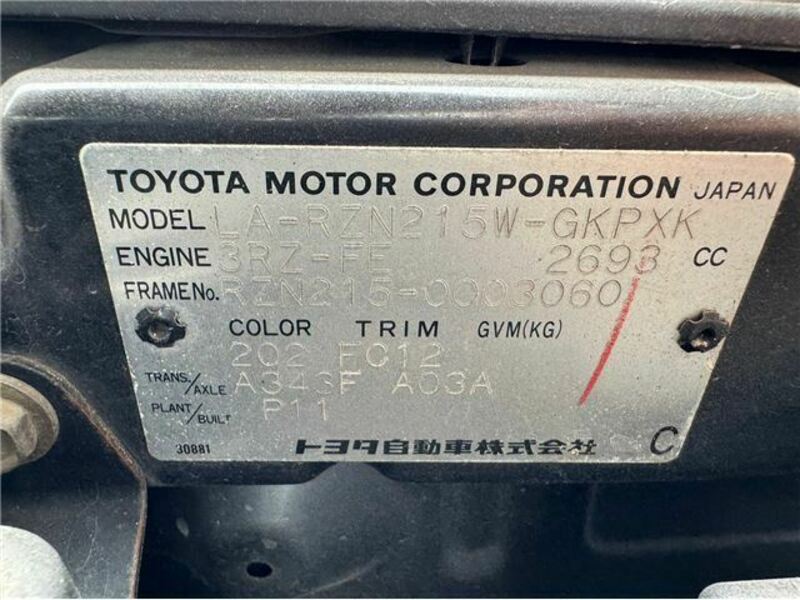 TOYOTA MOTOR CORPORATION JAPAN
MODEL LA-RZN215W-GKPXK
ENGINE 3RZ-FE 2693 CC
FRAME No. RZN215-0003060
COLOR TRIM GVM(KG)
202 FC12
TRANS./AXLE A343F A03A
PLANT/BUILT P11
30881 トヨタ自動車株式会社 C